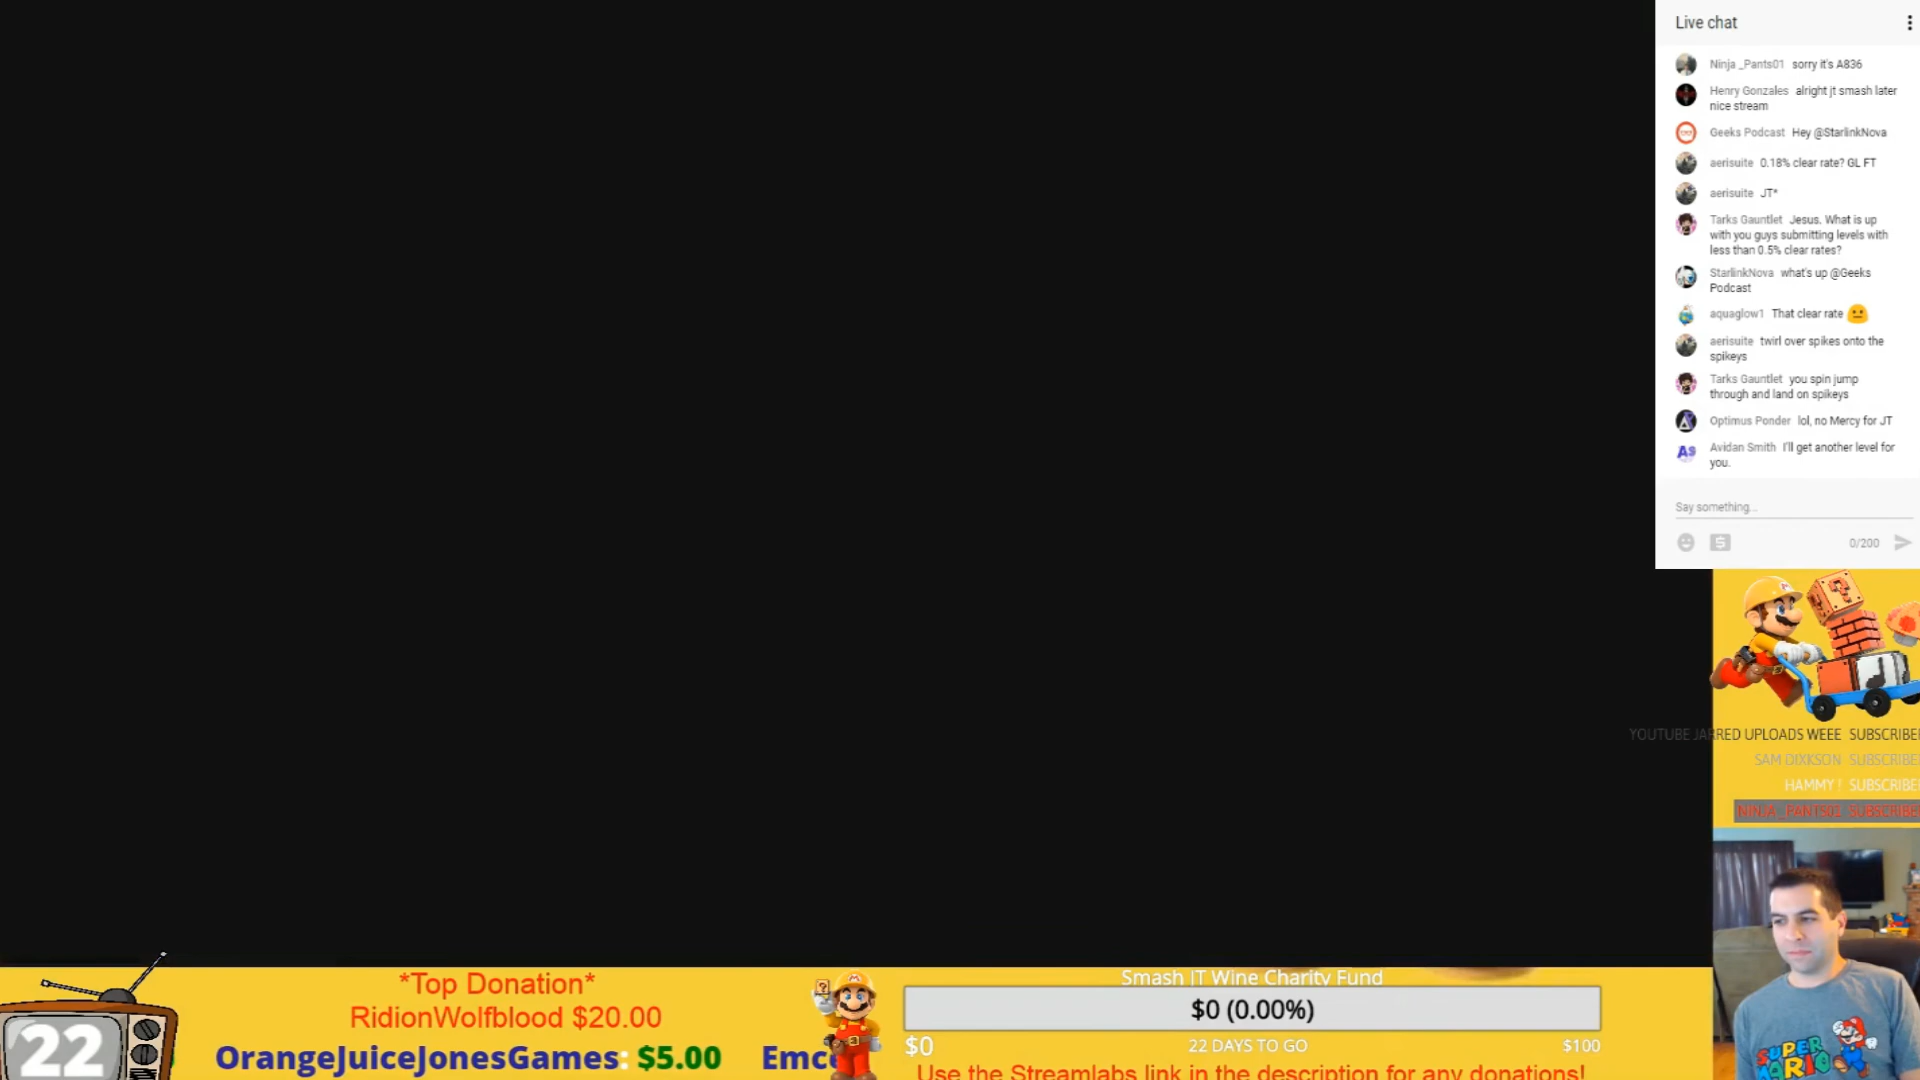 Live chat
Ninja _Pants01 sorry it's A836
Henry Gonzales alright jt smash later
nice stream
Geeks Podcast Hey @StarlinkNova
aerisuite 0.18% clear rate? GL FT
aerisuite JT*
Tarks Gauntlet Jesus. What is up
with you guys submitting levels with
less than 0.5% clear rates?
StarlinkNova what's up @Geeks
Podcast
aquaglow1 That clear rate
aerisuite twirl over spikes onto the
spikeys
Tarks Gauntlet you spin jump
through and land on spikeys
Optimus Ponder lol, no Mercy for JT
AS
Avidan Smith I'll get another level for
you.
Say something...
0/200
YOUTUBE JARRED UPLOADS WEEE SUBSCRIBE
SAM DIXKSON SUBSCRIBE
HAMMY ! SUBSCRIBE
NINJA _PANTS01 SUBSCRIBE
*Top Donation*
RidionWolfblood $20.00
22
OrangeJuiceJonesGames: $5.00 Emc
Smash IT Wine Charity Fund
$0 (0.00%)
$0
22 DAYS TO GO
$100
Use the Streamlabs link in the description for any donations!
SUPER
MARIO